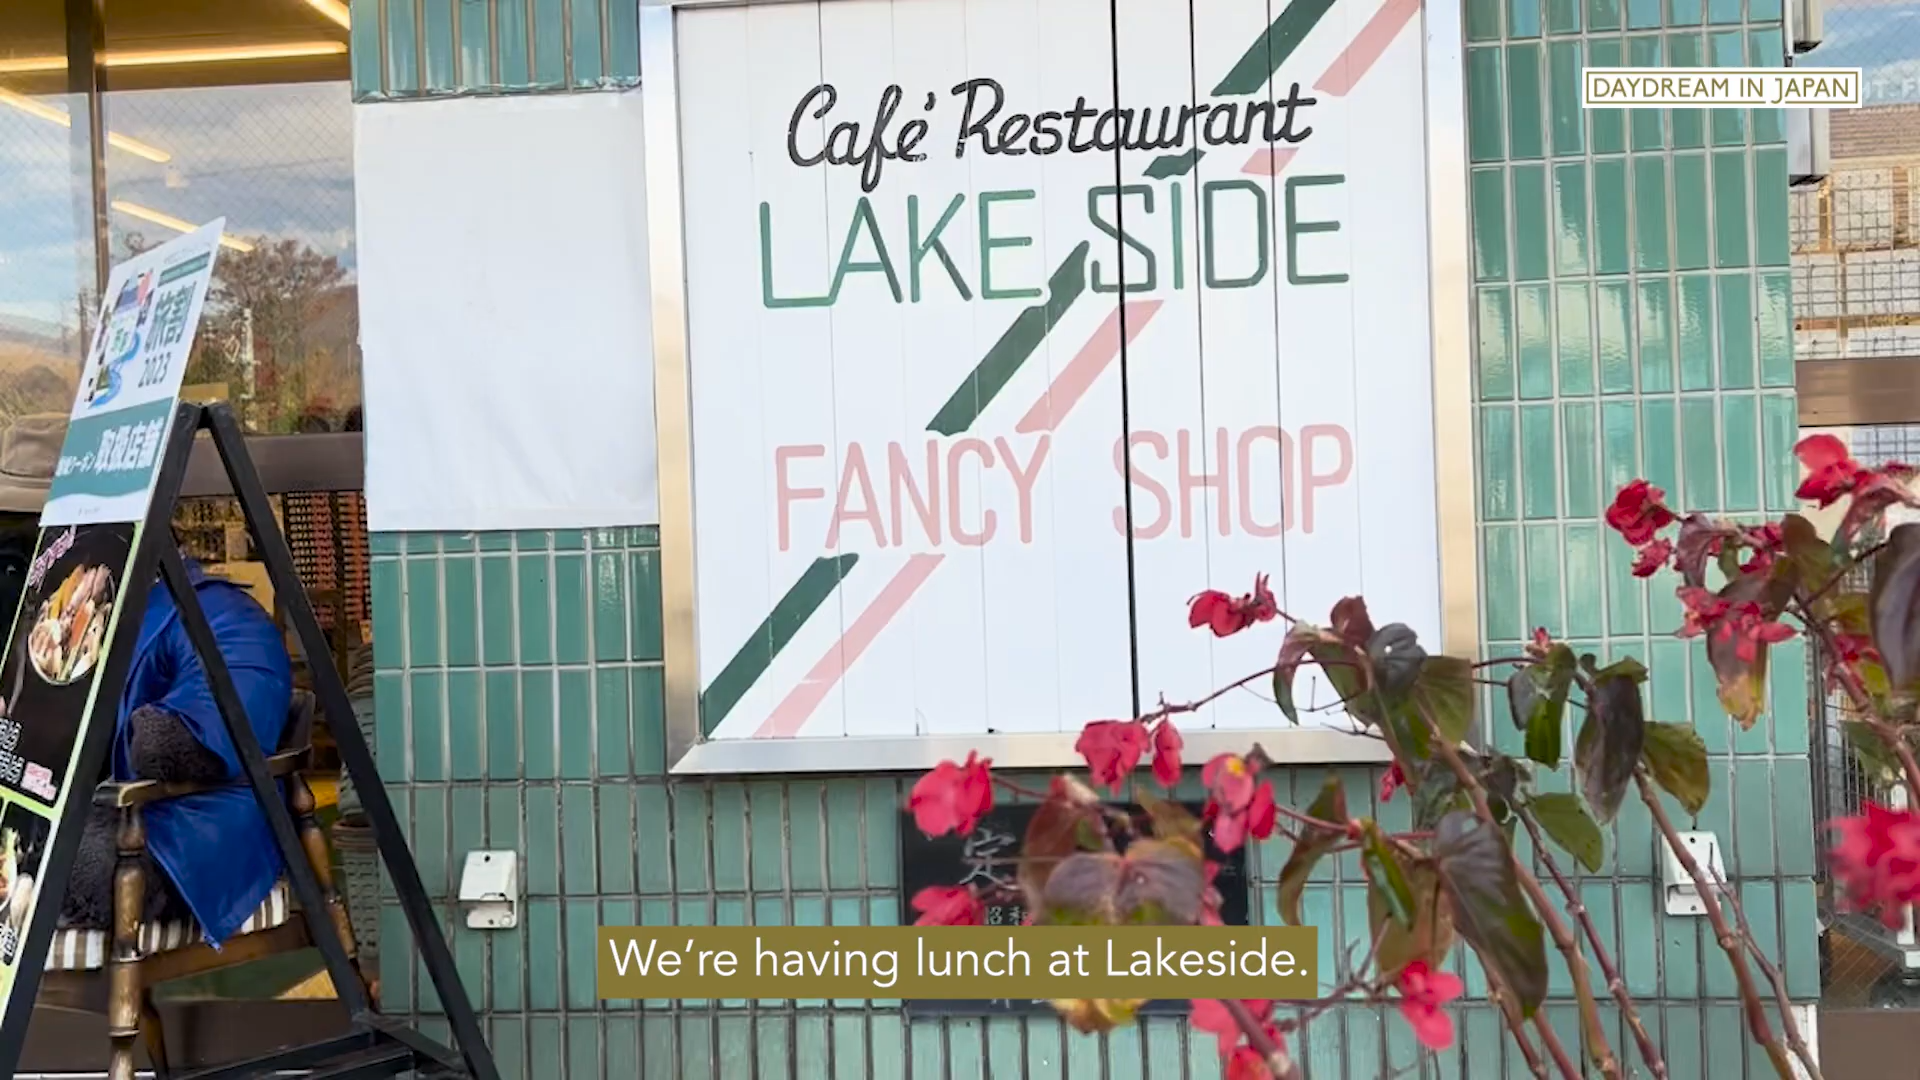 DAYDREAM IN JAPAN
Café Restaurant
LAKE SIDE
FANCY SHOP
旅割
2023
取扱店舗
定
We're having lunch at Lakeside.